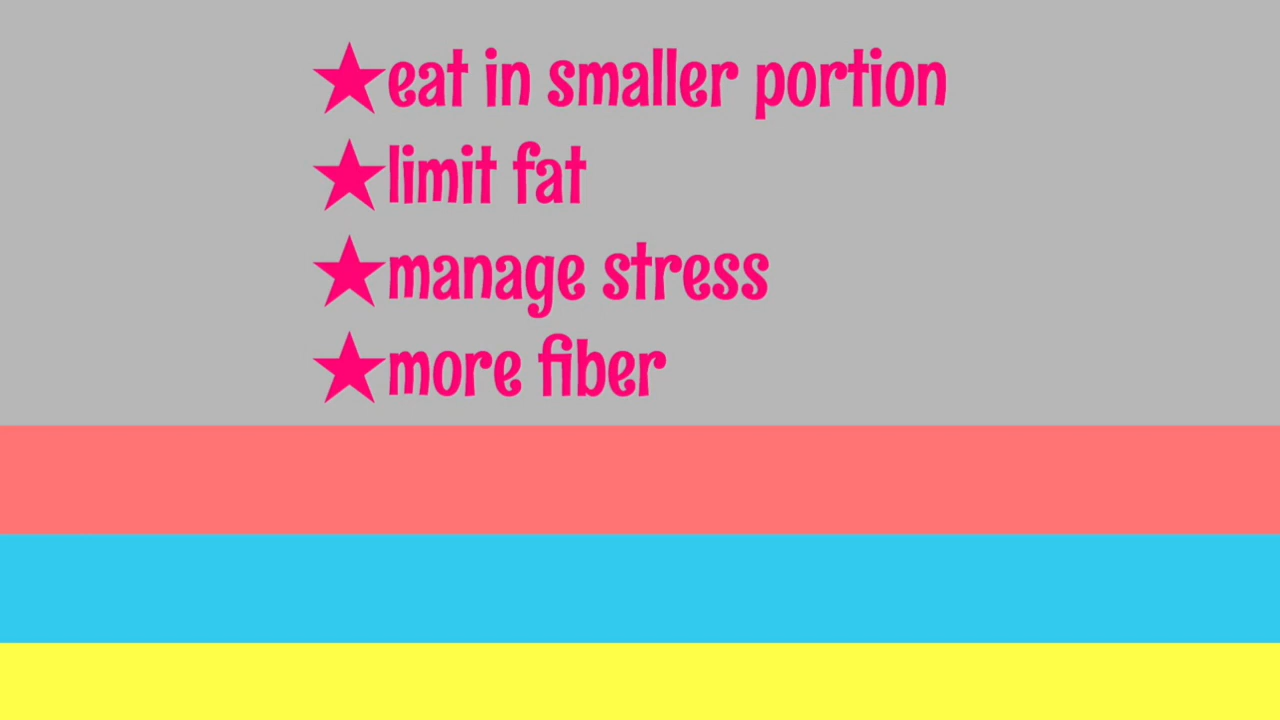 ★eat in smaller portion
★limit fat
★manage stress
★more fiber